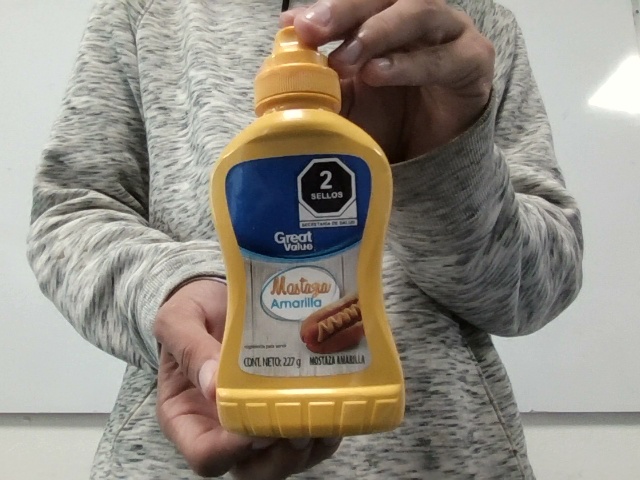 2
SELLOS
SECRETARÍA DE SALUD
Great
Value
Mostaza
Amarilla
CONT. NETO: 227 g MOSTAZA AMARILLA